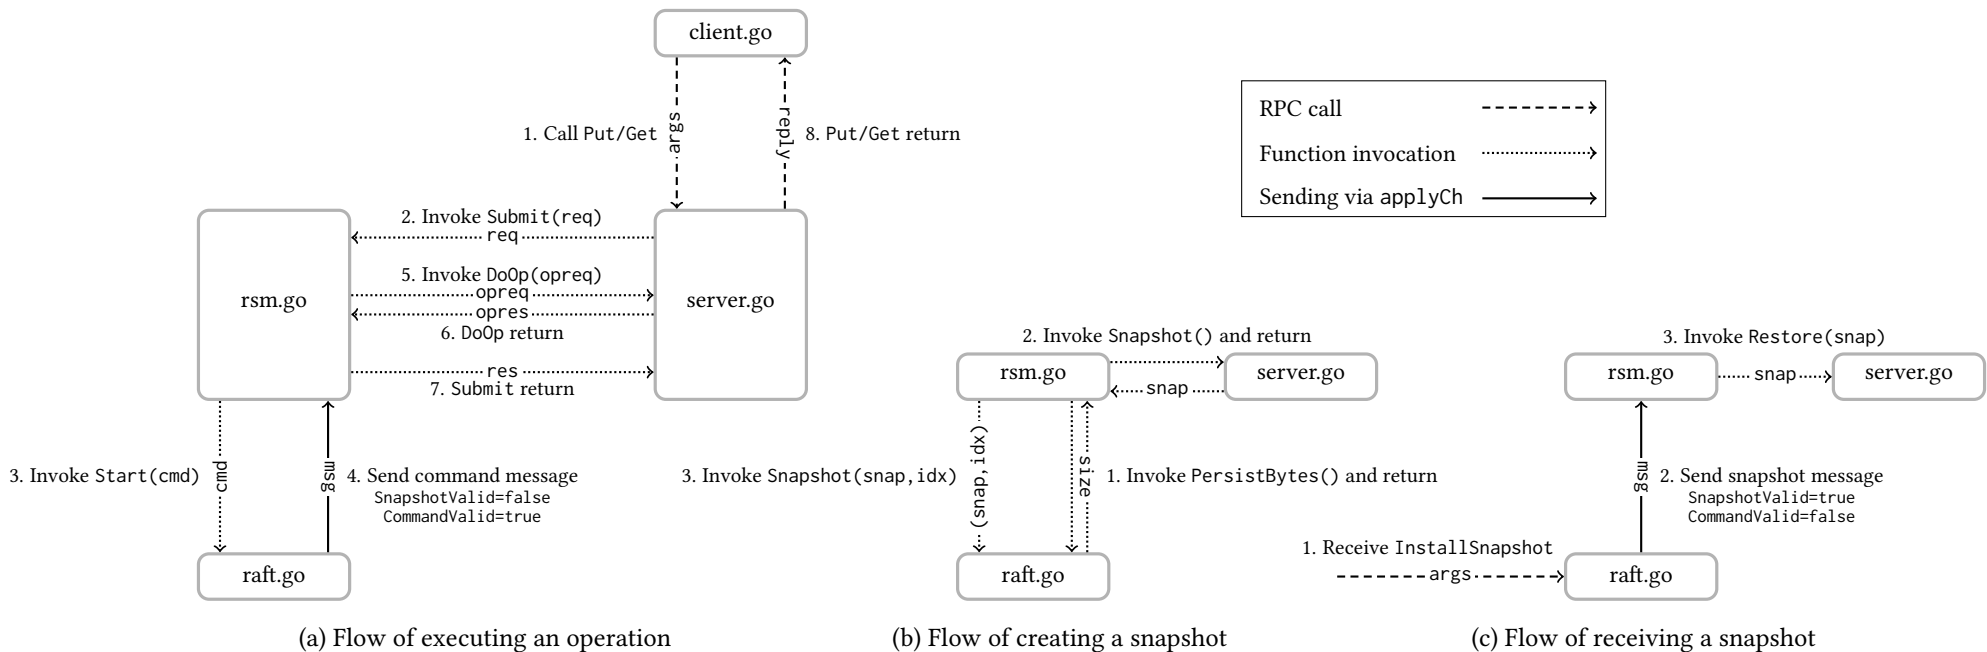 client.go
1. Call Put/Get
args
reply
8. Put/Get return
RPC call
Function invocation
Sending via applyCh
2. Invoke Submit(req)
req
5. Invoke DoOp(opreq)
rsm.go
opreq
server.go
opres
6. DoOp return
res
7. Submit return
3. Invoke Start(cmd)
cmd
msg
4. Send command message
SnapshotValid=false
CommandValid=true
raft.go
(a) Flow of executing an operation
2. Invoke Snapshot() and return
rsm.go
server.go
snap
3. Invoke Snapshot(snap,idx)
(snap,idx)
size
1. Invoke PersistBytes() and return
raft.go
(b) Flow of creating a snapshot
3. Invoke Restore(snap)
rsm.go
snap
server.go
msg
2. Send snapshot message
SnapshotValid=true
CommandValid=false
1. Receive InstallSnapshot
args
raft.go
(c) Flow of receiving a snapshot